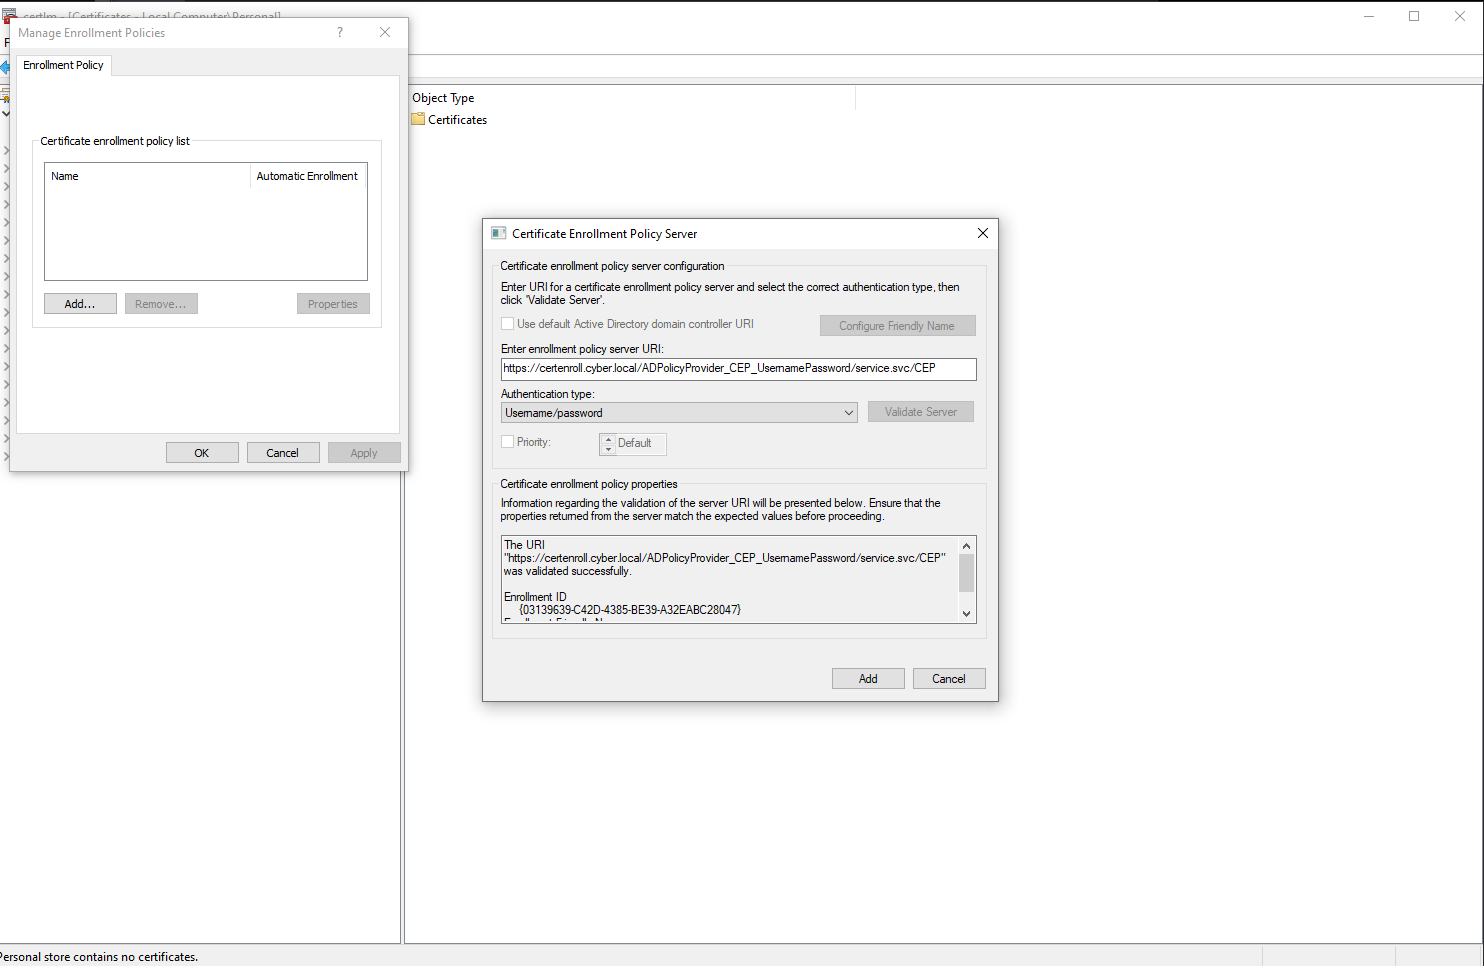 certlm - [Certificates - Local Computer\Personal]
Manage Enrollment Policies
?
Enrollment Policy
Certificate enrollment policy list
Name
Automatic Enrollment
Add...
Remove...
Properties
OK
Cancel
Apply
Object Type
Certificates
Certificate Enrollment Policy Server
Certificate enrollment policy server configuration
Enter URI for a certificate enrollment policy server and select the correct authentication type, then
click 'Validate Server'.
Use default Active Directory domain controller URI
Configure Friendly Name
Enter enrollment policy server URI:
https://certenroll.cyber.local/ADPolicyProvider_CEP_UsernamePassword/service.svc/CEP
Authentication type:
Username/password
Validate Server
Priority:
Default
Certificate enrollment policy properties
Information regarding the validation of the server URI will be presented below. Ensure that the
properties returned from the server match the expected values before proceeding.
The URI
"https://certenroll.cyber.local/ADPolicyProvider_CEP_UsernamePassword/service.svc/CEP"
was validated successfully.
Enrollment ID
{03139639-C42D-4385-BE39-A32EABC28047}
Add
Cancel
Personal store contains no certificates.